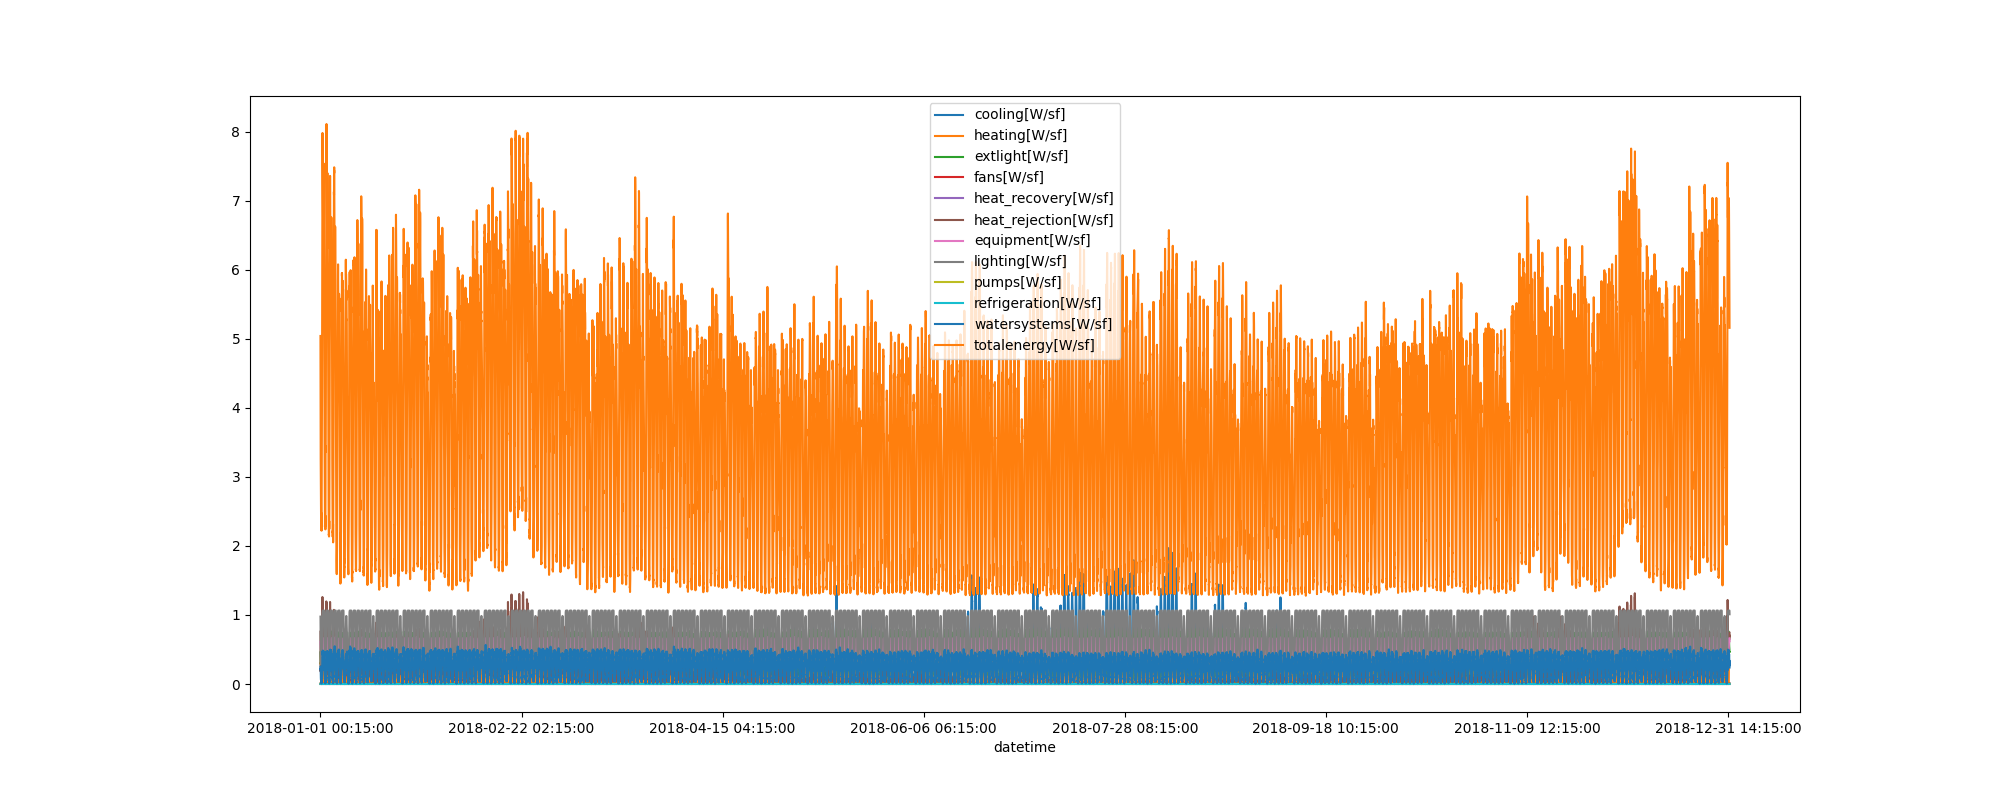 8
7
6
5
4
3
2
1
0
cooling[W/sf]
heating[W/sf]
extlight[W/sf]
fans[W/sf]
heat_recovery[W/sf]
heat_rejection[W/sf]
equipment[W/sf]
lighting[W/sf]
pumps[W/sf]
refrigeration[W/sf]
watersystems[W/sf]
totalenergy[W/sf]
2018-01-01 00:15:00 2018-02-22 02:15:00 2018-04-15 04:15:00 2018-06-06 06:15:00 2018-07-28 08:15:00 2018-09-18 10:15:00 2018-11-09 12:15:00 2018-12-31 14:15:00
datetime